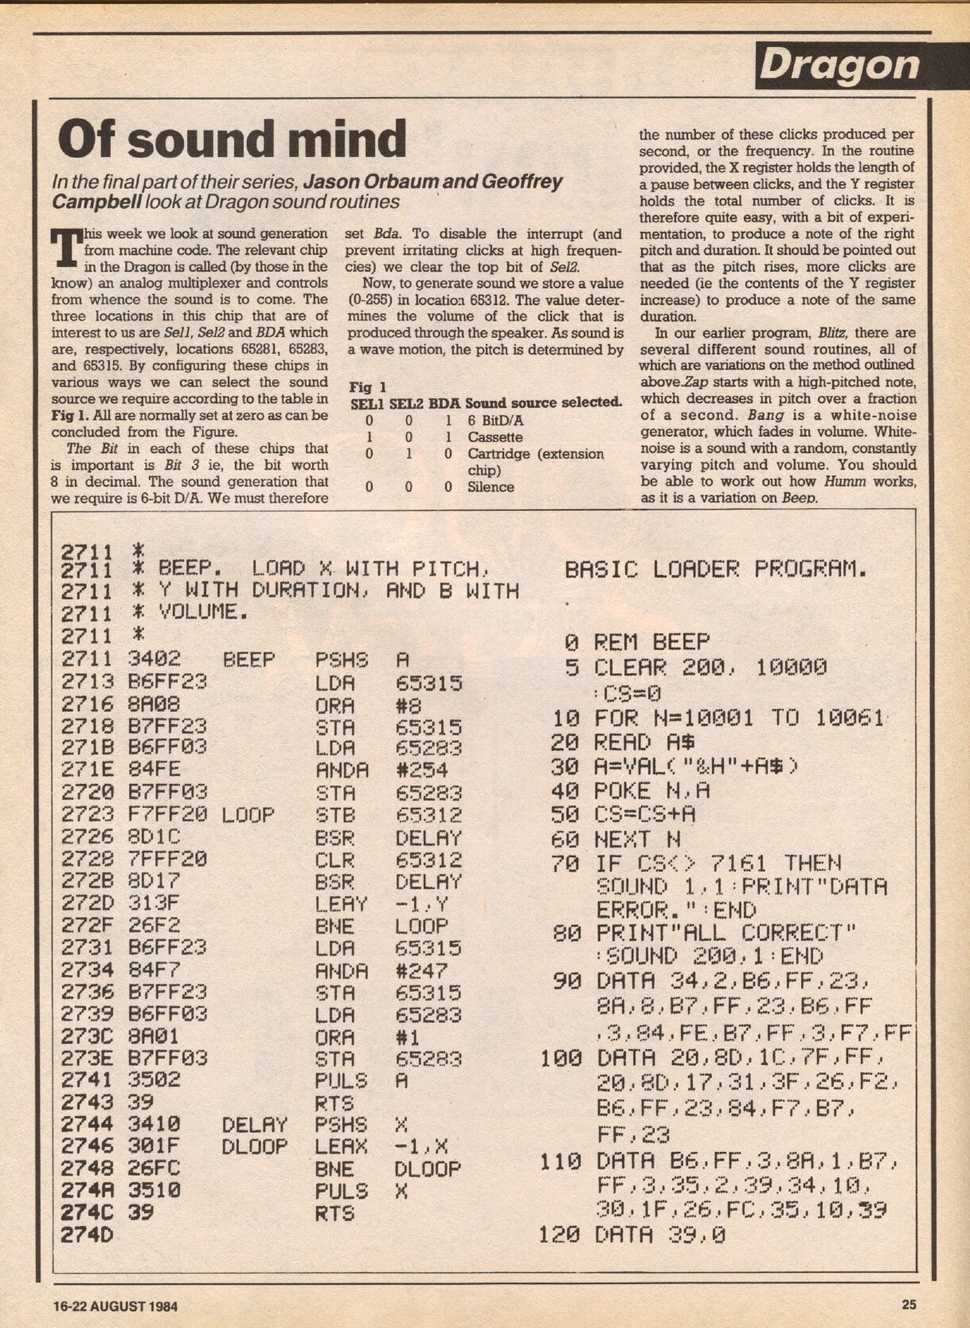 Dragon
Of sound mind
In the final part of their series, Jason Orbaum and Geoffrey
Campbell look at Dragon sound routines
This week we look at sound generation
from machine code. The relevant chip
in the Dragon is called (by those in the
know) an analog multiplexer and controls
from whence the sound is to come. The
three locations in this chip that are of
interest to us are Sel1, Sel2 and BDA which
are, respectively, locations 65281, 65283,
and 65315. By configuring these chips in
various ways we can select the sound
source we require according to the table in
Fig 1. All are normally set at zero as can be
concluded from the Figure.
The Bit in each of these chips that
is important is Bit 3 ie, the bit worth
8 in decimal. The sound generation that
we require is 6-bit D/A. We must therefore
set Bda. To disable the interrupt (and
prevent irritating clicks at high frequen-
cies) we clear the top bit of Sel2.
Now, to generate sound we store a value
(0-255) in location 65312. The value deter-
mines the volume of the click that is
produced through the speaker. As sound is
a wave motion, the pitch is determined by
Fig 1
SEL1 SEL2 BDA Sound source selected.
0 0 1 6 BitD/A
1 0 1 Cassette
0 1 0 Cartridge (extension
chip)
0 0 0 Silence
the number of these clicks produced per
second, or the frequency. In the routine
provided, the X register holds the length of
a pause between clicks, and the Y register
holds the total number of clicks. It is
therefore quite easy, with a bit of experi-
mentation, to produce a note of the right
pitch and duration. It should be pointed out
that as the pitch rises, more clicks are
needed (ie the contents of the Y register
increase) to produce a note of the same
duration.
In our earlier program, Blitz, there are
several different sound routines, all of
which are variations on the method outlined
above.Zap starts with a high-pitched note,
which decreases in pitch over a fraction
of a second. Bang is a white-noise
generator, which fades in volume. White-
noise is a sound with a random, constantly
varying pitch and volume. You should
be able to work out how Humm works,
as it is a variation on Beep.
2711 *
2711 * BEEP. LOAD X WITH PITCH,
2711 * Y WITH DURATION, AND B WITH
2711 * VOLUME.
2711 *
2711 3402 BEEP PSHS A
2713 B6FF23 LDA 65315
2716 8A08 ORA #8
2718 B7FF23 STA 65315
271B B6FF03 LDA 65283
271E 84FE ANDA #254
2720 B7FF03 STA 65283
2723 F7FF20 LOOP STB 65312
2726 8D1C BSR DELAY
2728 7FFF20 CLR 65312
272B 8D17 BSR DELAY
272D 313F LEAY -1,Y
272F 26F2 BNE LOOP
2731 B6FF23 LDA 65315
2734 84F7 ANDA #247
2736 B7FF23 STA 65315
2739 B6FF03 LDA 65283
273C 8A01 ORA #1
273E B7FF03 STA 65283
2741 3502 PULS A
2743 39 RTS
2744 3410 DELAY PSHS X
2746 301F DLOOP LEAX -1,X
2748 26FC BNE DLOOP
274A 3510 PULS X
274C 39 RTS
274D
BASIC LOADER PROGRAM.
0 REM BEEP
5 CLEAR 200, 10000
:CS=0
10 FOR N=10001 TO 10061
20 READ A$
30 A=VAL("&H"+A$)
40 POKE N,A
50 CS=CS+A
60 NEXT N
70 IF CS<> 7161 THEN
SOUND 1,1:PRINT"DATA
ERROR.":END
80 PRINT"ALL CORRECT"
:SOUND 200,1:END
90 DATA 34,2,B6,FF,23,
8A,8,B7,FF,23,B6,FF
,3,84,FE,B7,FF,3,F7,FF
100 DATA 20,8D,1C,7F,FF,
20,8D,17,31,3F,26,F2,
B6,FF,23,84,F7,B7,
FF,23
110 DATA B6,FF,3,8A,1,B7,
FF,3,35,2,39,34,10,
30,1F,26,FC,35,10,39
120 DATA 39,0
16-22 AUGUST 1984
25